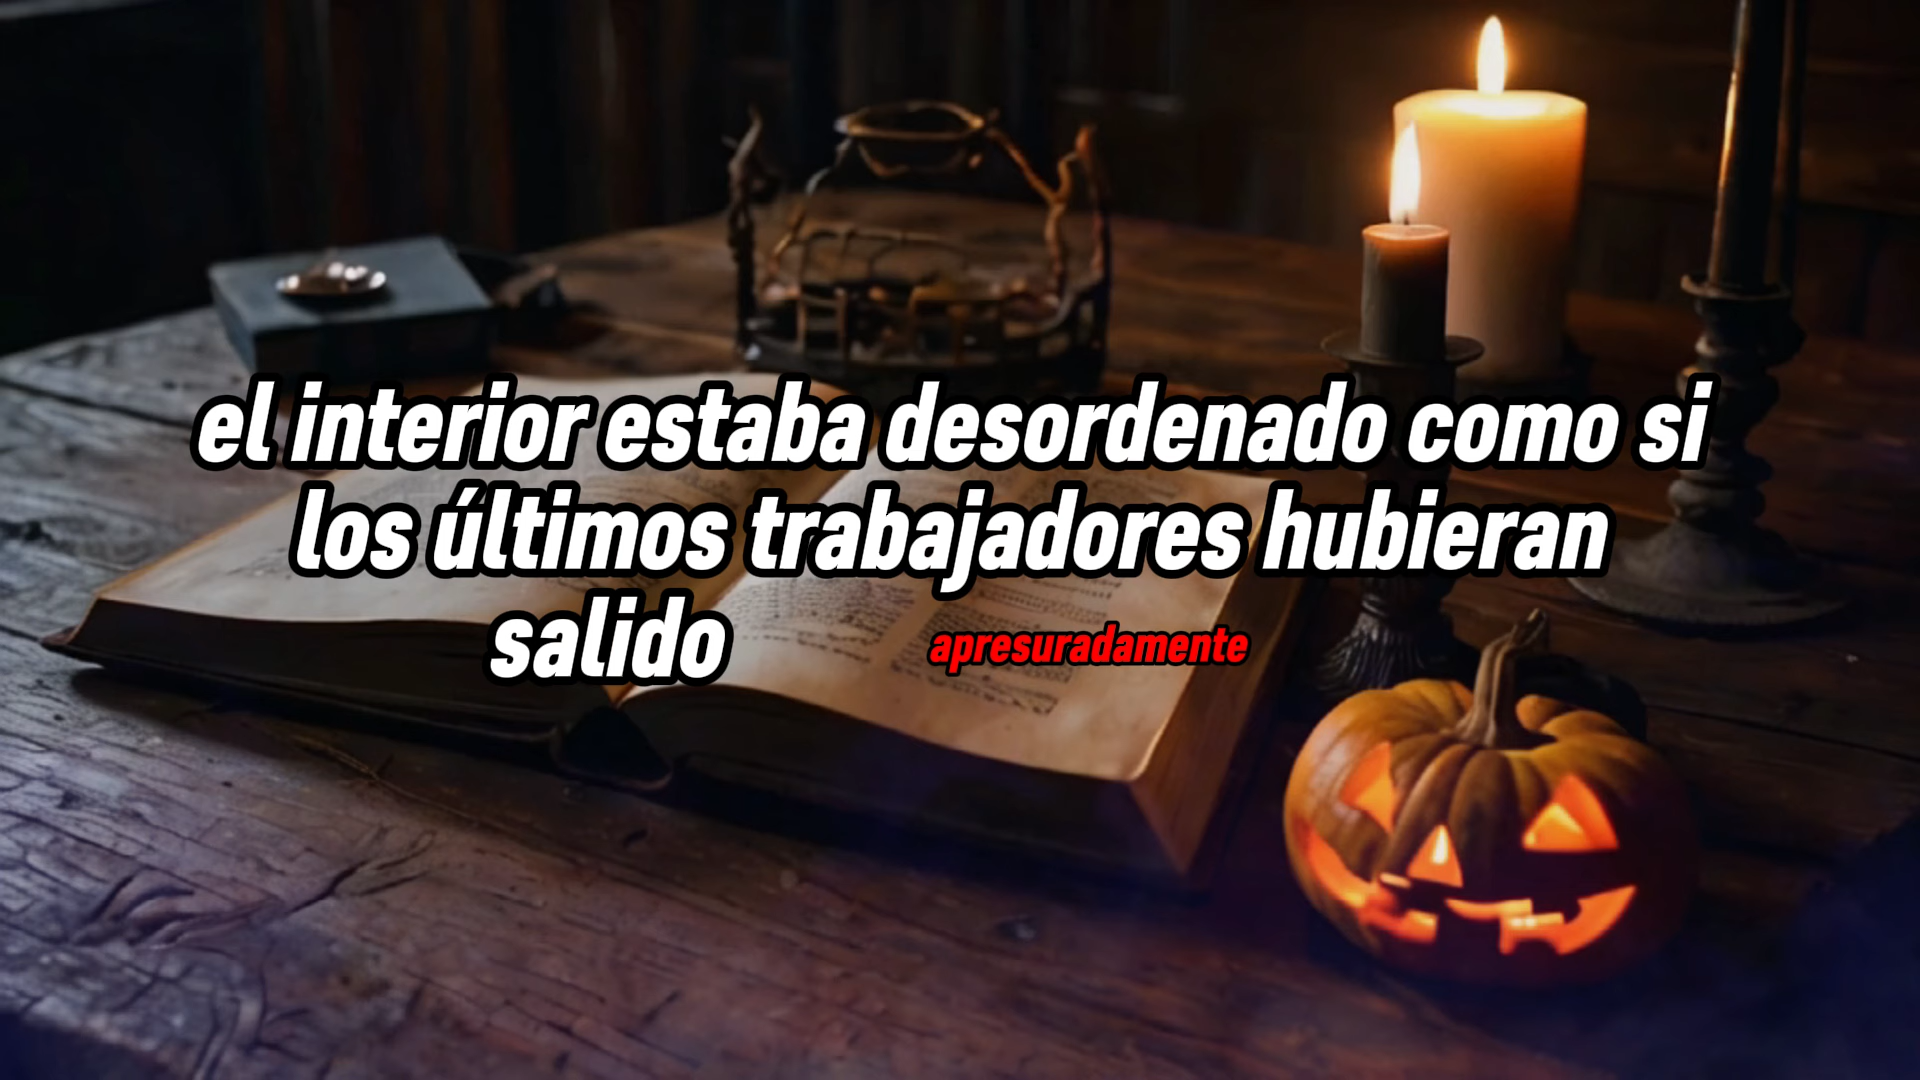 el interior estaba desordenado como si
los últimos trabajadores hubieran
salido apresuradamente